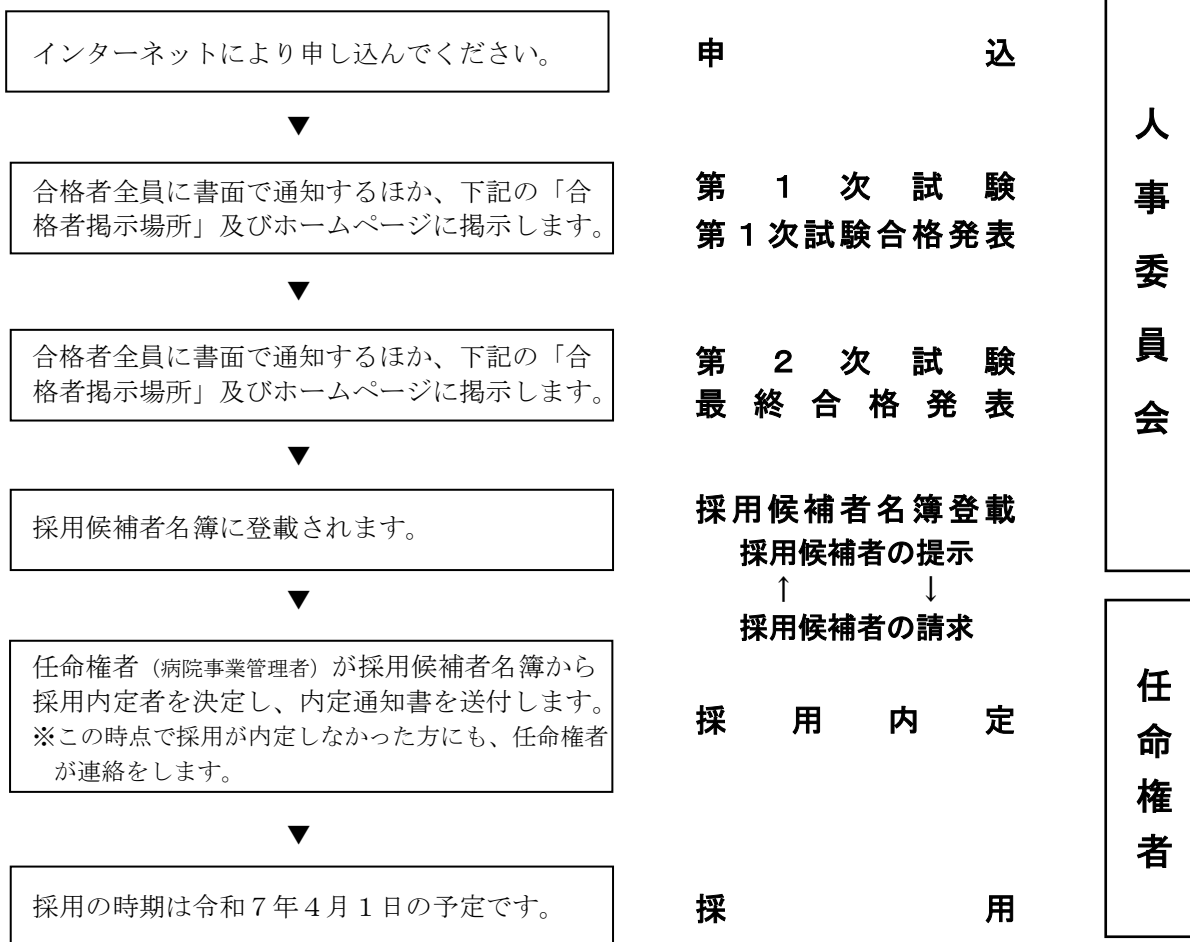 インターネットにより申し込んでください。
申込
▼
合格者全員に書面で通知するほか、下記の「合
格者掲示場所」及びホームページに掲示します。
第１次試験
第１次試験合格発表
▼
合格者全員に書面で通知するほか、下記の「合
格者掲示場所」及びホームページに掲示します。
第２次試験
最終合格発表
▼
採用候補者名簿に登載されます。
採用候補者名簿登載
採用候補者の提示
↑ ↓
採用候補者の請求
▼
任命権者（病院事業管理者）が採用候補者名簿から
採用内定者を決定し、内定通知書を送付します。
※この時点で採用が内定しなかった方にも、任命権者
が連絡をします。
採用内定
▼
採用の時期は令和７年４月１日の予定です。
採用
人事委員会
任命権者